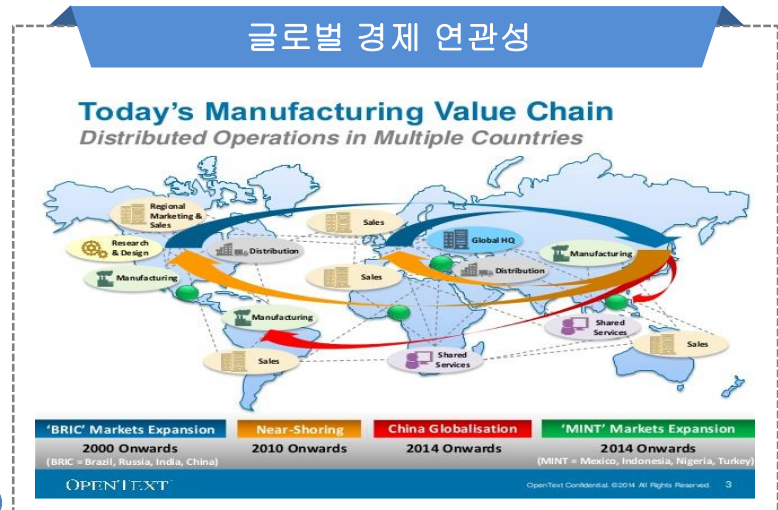 글로벌 경제 연관성
Today's Manufacturing Value Chain
Distributed Operations in Multiple Countries
Regional
Marketing &
Sales
Sales
Research
& Design
Distribution
Global HQ
Manufacturing
Manufacturing
Sales
Distribution
Manufacturing
Shared
Services
Sales
Shared
Services
Sales
'BRIC' Markets Expansion
Near-Shoring
China Globalisation
'MINT' Markets Expansion
2000 Onwards
2010 Onwards
2014 Onwards
2014 Onwards
(BRIC = Brazil, Russia, India, China)
(MINT = Mexico, Indonesia, Nigeria, Turkey)
OPENTEXT
OpenText Confidential. ©2014 All Rights Reserved. 3